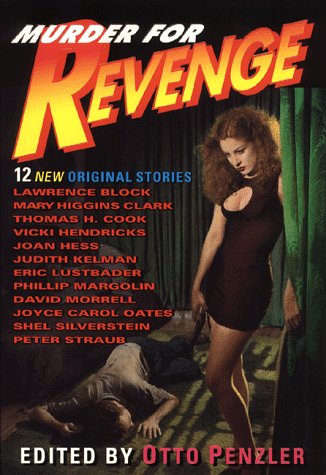 MURDER FOR
REVENGE
12 NEW ORIGINAL STORIES
LAWRENCE BLOCK
MARY HIGGINS CLARK
THOMAS H. COOK
VICKI HENDRICKS
JOAN HESS
JUDITH KELMAN
ERIC LUSTBADER
PHILLIP MARGOLIN
DAVID MORRELL
JOYCE CAROL OATES
SHEL SILVERSTEIN
PETER STRAUB
EDITED BY OTTO PENZLER